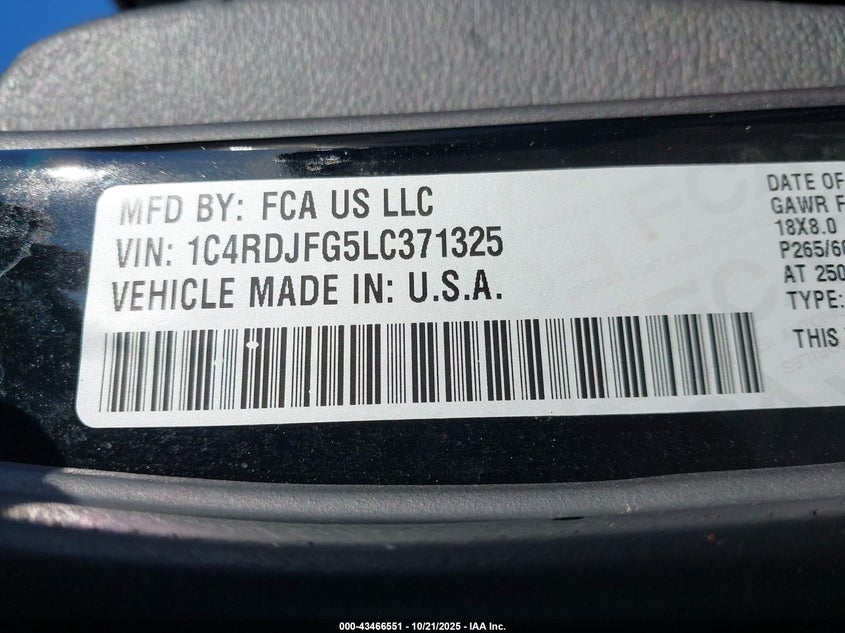 MFD BY: FCA US LLC
VIN: 1C4RDJFG5LC371325
VEHICLE MADE IN: U.S.A.
DATE OF
GAWR F
18X8.0
P265/60
AT 250
TYPE:
THIS
000-43466551 - 10/21/2025 - IAA Inc.